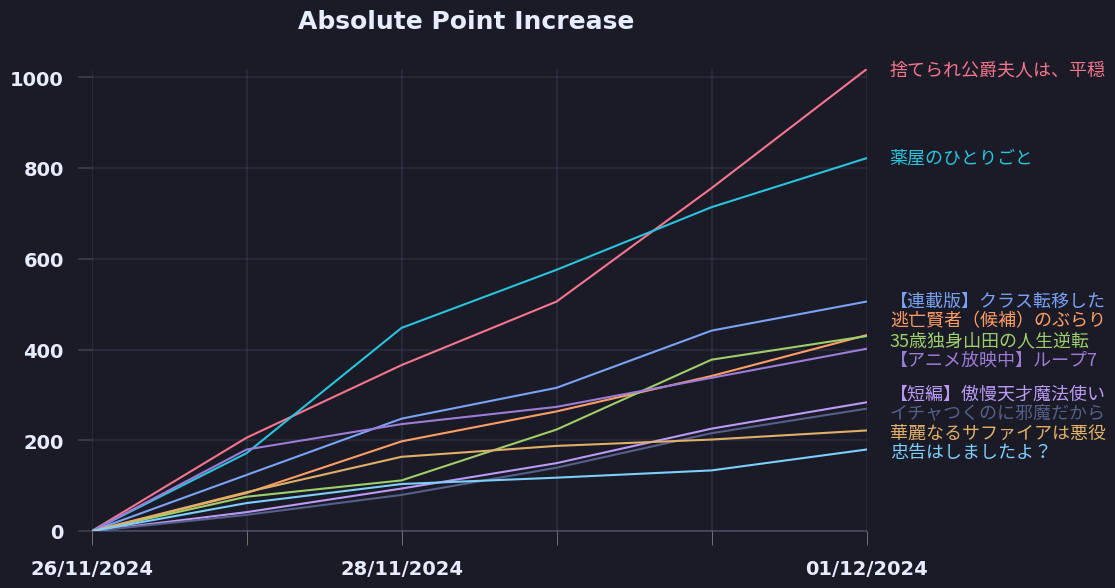 Absolute Point Increase
1000
800
600
400
200
0
26/11/2024
28/11/2024
01/12/2024
捨てられ公爵夫人は、平穏
薬屋のひとりごと
【連載版】クラス転移した
逃亡賢者（候補）のぶらり
35歳独身山田の人生逆転
【アニメ放映中】ループ7
【短編】傲慢天才魔法使い
イチャつくのに邪魔だから
華麗なるサファイアは悪役
忠告はしましたよ？